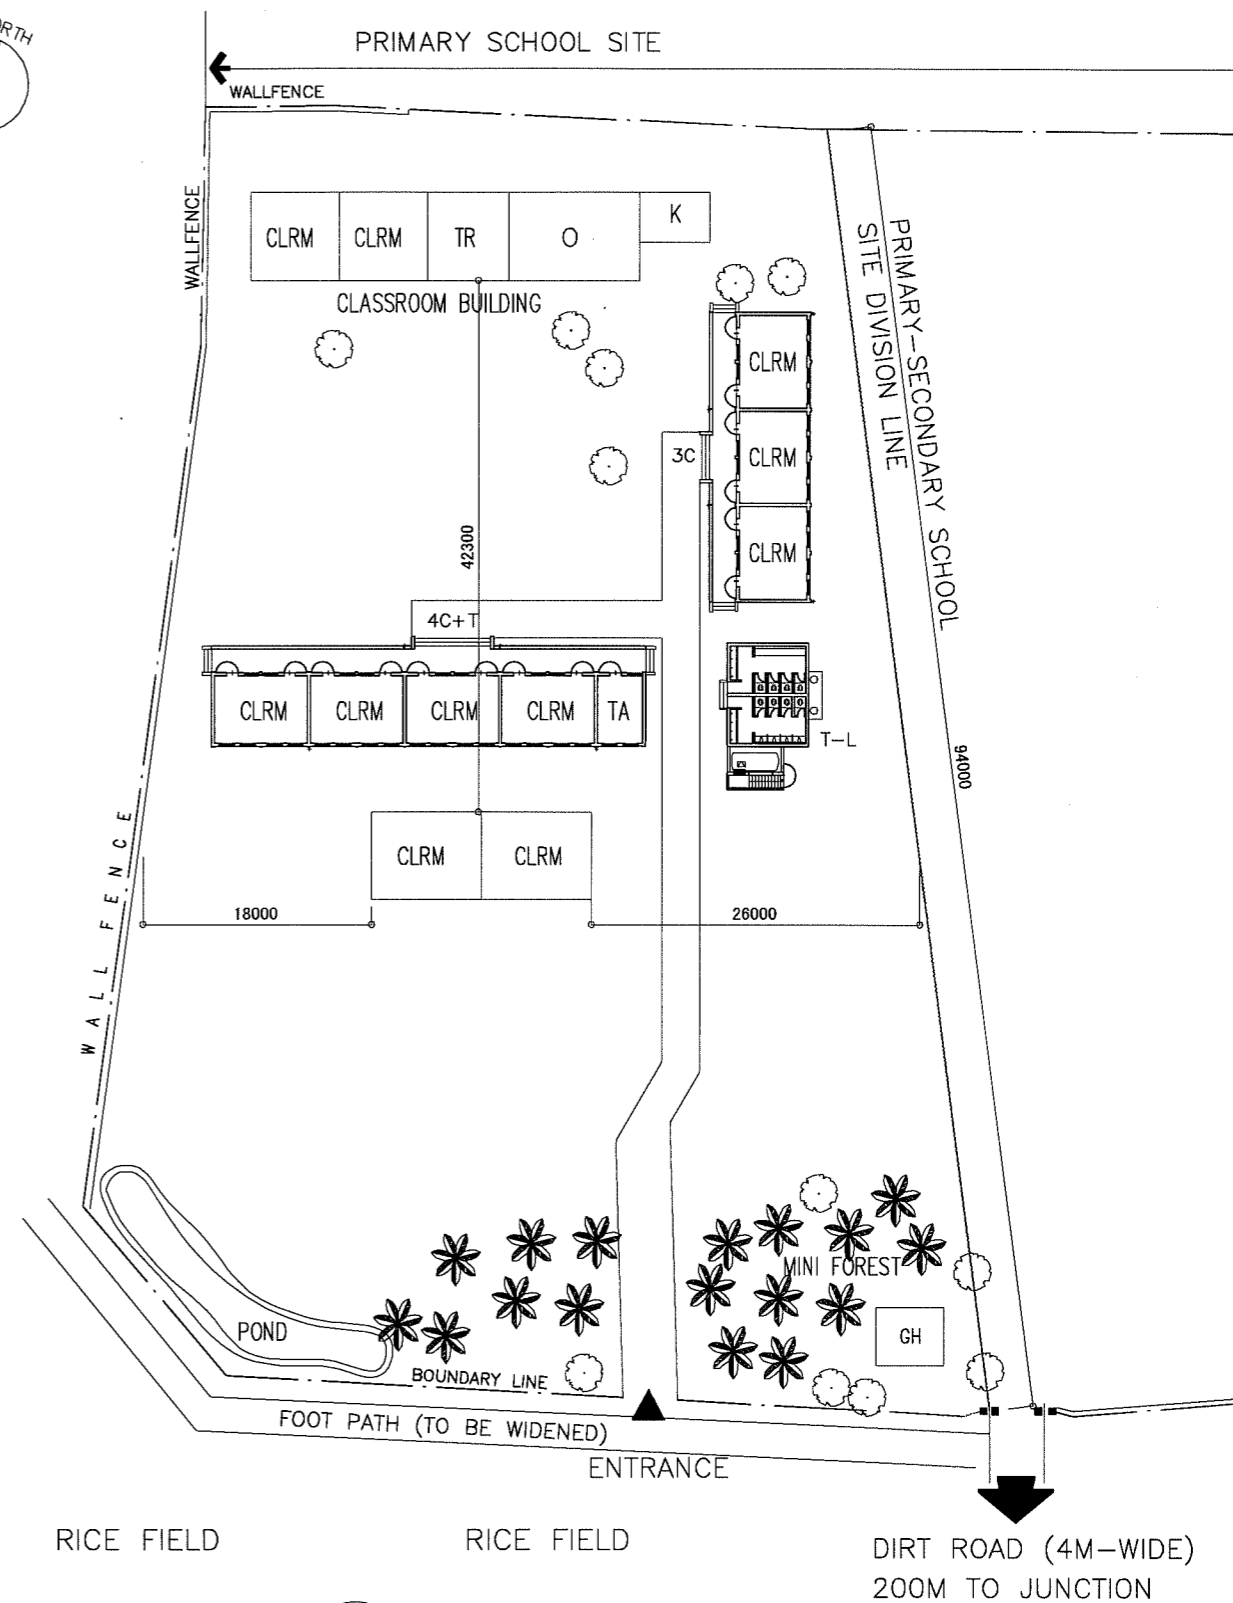 PRIMARY SCHOOL SITE
WALLFENCE
WALLFENCE
CLRM
CLRM
TR
O
K
CLASSROOM BUILDING
PRIMARY-SECONDARY SCHOOL
SITE DIVISION LINE
CLRM
3C
CLRM
CLRM
42300
4C+T
CLRM
CLRM
CLRM
CLRM
TA
T-L
94000
CLRM
CLRM
18000
26000
WALL FENCE
MINI FOREST
GH
POND
BOUNDARY LINE
FOOT PATH (TO BE WIDENED)
ENTRANCE
RICE FIELD
RICE FIELD
DIRT ROAD (4M-WIDE)
200M TO JUNCTION